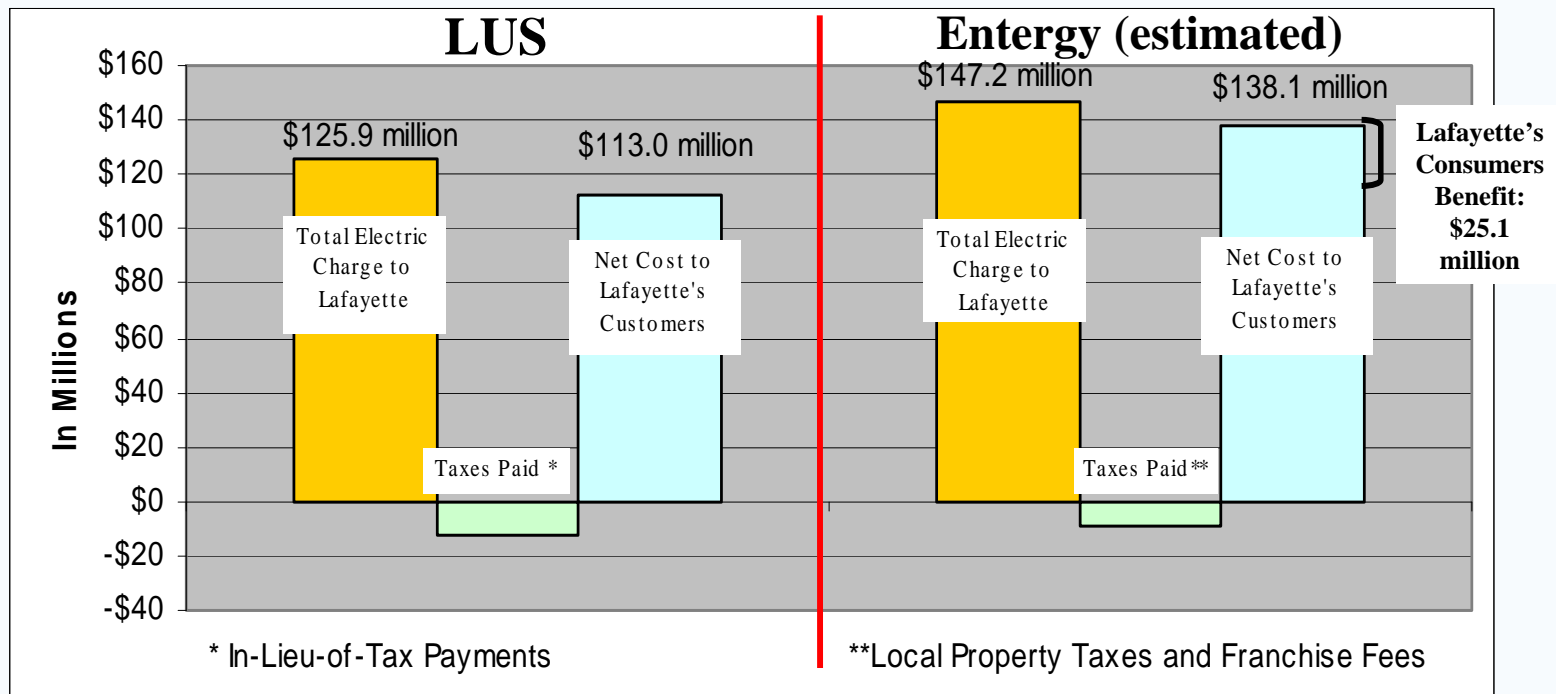 LUS
Entergy (estimated)
$160
$140
$120
$100
$80
$60
$40
$20
$0
-$20
-$40
In Millions
$125.9 million
$113.0 million
$147.2 million
$138.1 million
Total Electric
Charge to
Lafayette
Taxes Paid *
Net Cost to
Lafayette's
Customers
Total Electric
Charge to
Lafayette
Taxes Paid**
Net Cost to
Lafayette's
Customers
Lafayette’s
Consumers
Benefit:
$25.1
million
* In-Lieu-of-Tax Payments
**Local Property Taxes and Franchise Fees